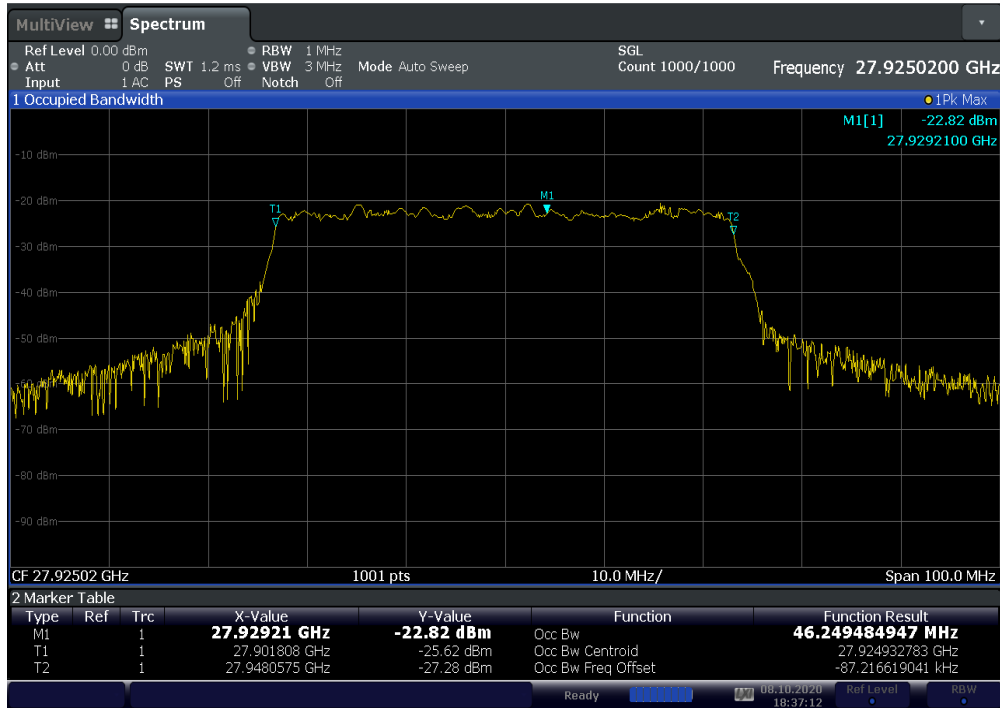 MultiView Spectrum
Ref Level 0.00 dBm RBW 1 MHz SGL
Att 0 dB SWT 1.2 ms VBW 3 MHz Mode Auto Sweep Count 1000/1000 Frequency 27.9250200 GHz
Input 1 AC PS Off Notch Off
1 Occupied Bandwidth 1Pk Max
M1[1] -22.82 dBm
27.9292100 GHz
-10 dBm
M1
-20 dBm
T1
T2
-30 dBm
-40 dBm
-50 dBm
-70 dBm
-80 dBm
-90 dBm
CF 27.92502 GHz 1001 pts 10.0 MHz/ Span 100.0 MHz
2 Marker Table
Type Ref Trc X-Value Y-Value Function Function Result
M1 1 27.92921 GHz -22.82 dBm Occ Bw 46.249484947 MHz
T1 1 27.901808 GHz -25.62 dBm Occ Bw Centroid 27.924932783 GHz
T2 1 27.9480575 GHz -27.28 dBm Occ Bw Freq Offset -87.216619041 kHz
Ready 08.10.2020 Ref Level RBW
18:37:12